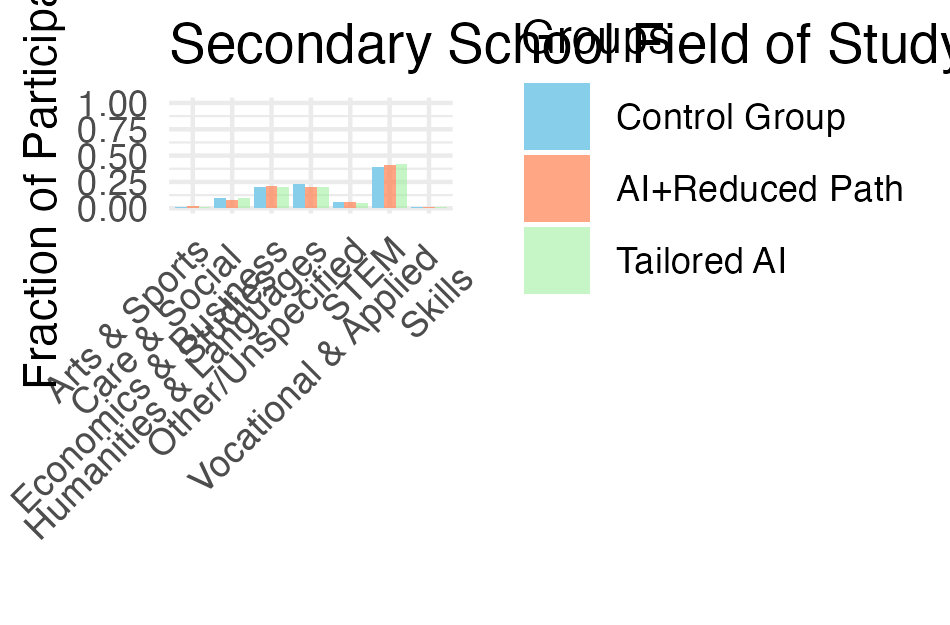 Secondary School Field of Study
Groups
Control Group
AI+Reduced Path
Tailored AI
Fraction of
1.00
0.75
0.50
0.25
0.00
Arts & Sports
Care & Social
Studies
Economics & Business
Humanities & Languages
Other/Unspecified
STEM
Vocational & Applied
Skills